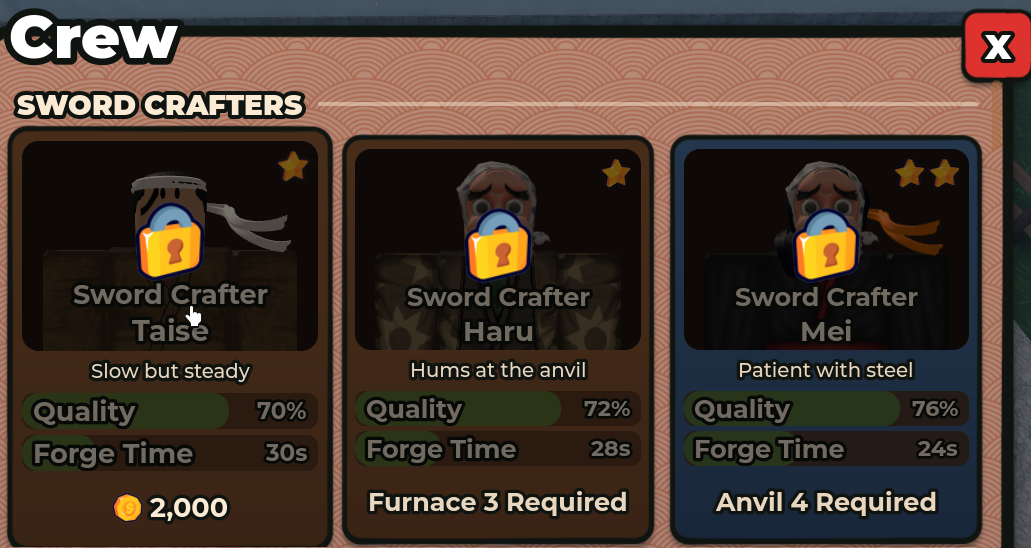 Crew
X
SWORD CRAFTERS
Sword Crafter
Taise
Slow but steady
Quality 70%
Forge Time 30s
2,000
Sword Crafter
Haru
Hums at the anvil
Quality 72%
Forge Time 28s
Furnace 3 Required
Sword Crafter
Mei
Patient with steel
Quality 76%
Forge Time 24s
Anvil 4 Required